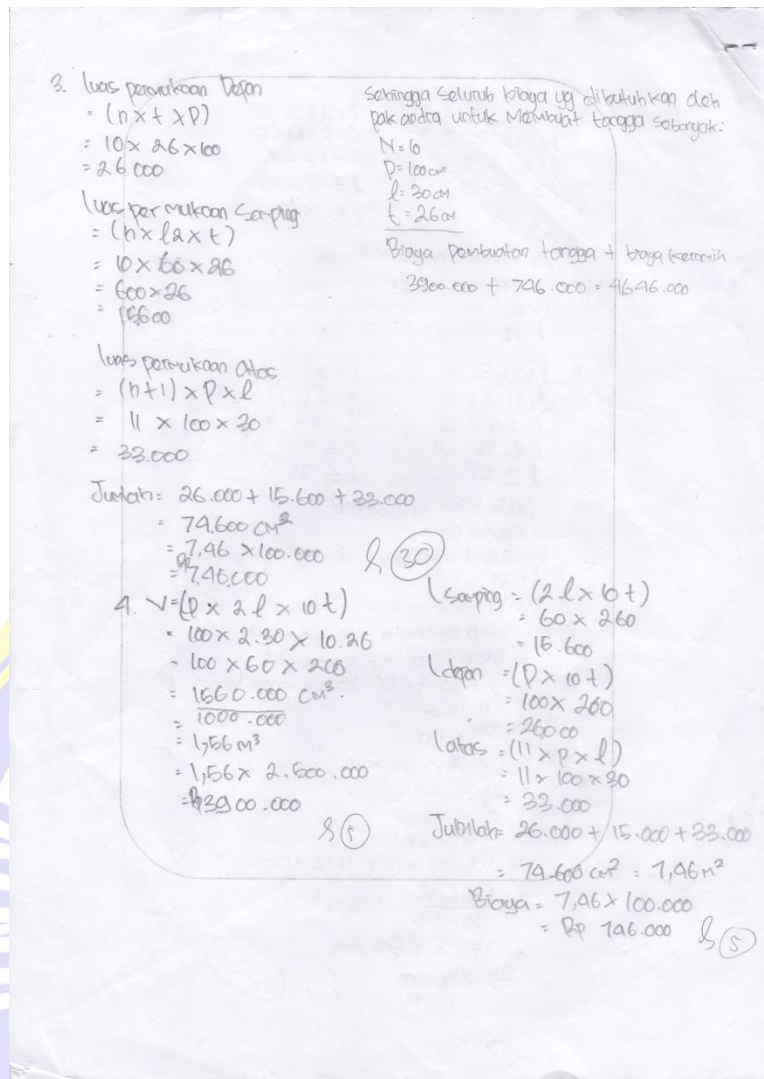 3. luas permukaan Depan
= (n x t x p)
= 10 x 26 x 100
= 26 000
luas permukaan Samping
= (n x l2 x t)
= 10 x 60 x 26
= 600 x 26
= 15600
luas permukaan atas
= (n+1) x p x l
= 11 x 100 x 30
= 33.000
Jumlah = 26.000 + 15.600 + 33.000
= 74.600 cm²
= 7,46 x 100.000
= Rp 746.000
30
Sehingga seluruh biaya yg dibutuhkan oleh
pak andra untuk Membuat tangga sebanyak:
N = 10
P = 100 cm
l = 30 cm
t = 26 cm
Biaya pembuatan tangga + biaya keramik
3900.000 + 746.000 = 4646.000
4. V = (p x 2 l x 10 t)
= 100 x 2.30 x 10.26
= 100 x 60 x 260
= 1560.000 cm³.
1000.000
= 1,56 m³
= 1,56 x 2.500.000
= Rp 3900.000
5
L samping = (2 l x 10 t)
= 60 x 260
= 15.600
L depan = (p x 10 t)
= 100 x 260
= 26000
L atas = (11 x p x l)
= 11 x 100 x 30
= 33.000
Jumlah = 26.000 + 15.000 + 33.000
= 74.600 cm² = 7,46 m²
Biaya = 7,46 x 100.000
= Rp 746.000
5